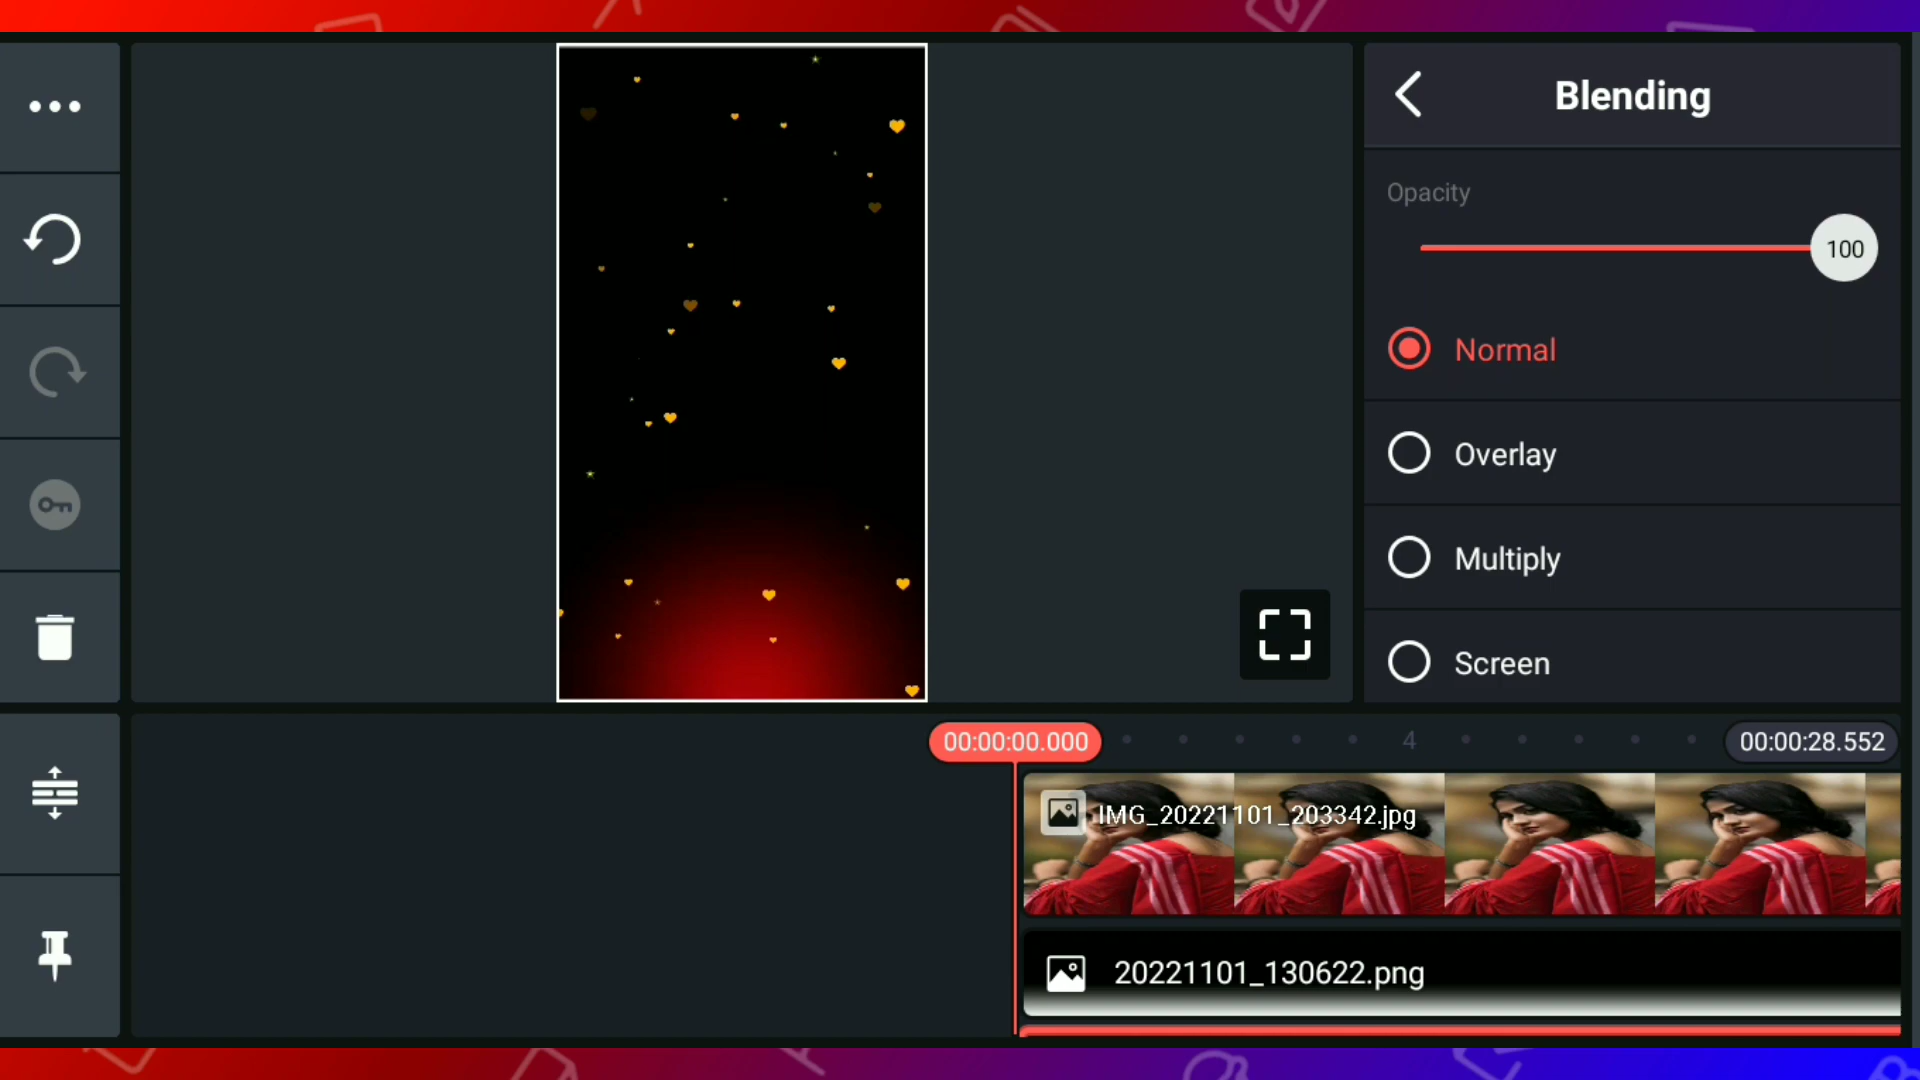 Blending
Opacity
100
Normal
Overlay
Multiply
Screen
00:00:00.000
4
00:00:28.552
IMG_20221101_203342.jpg
20221101_130622.png